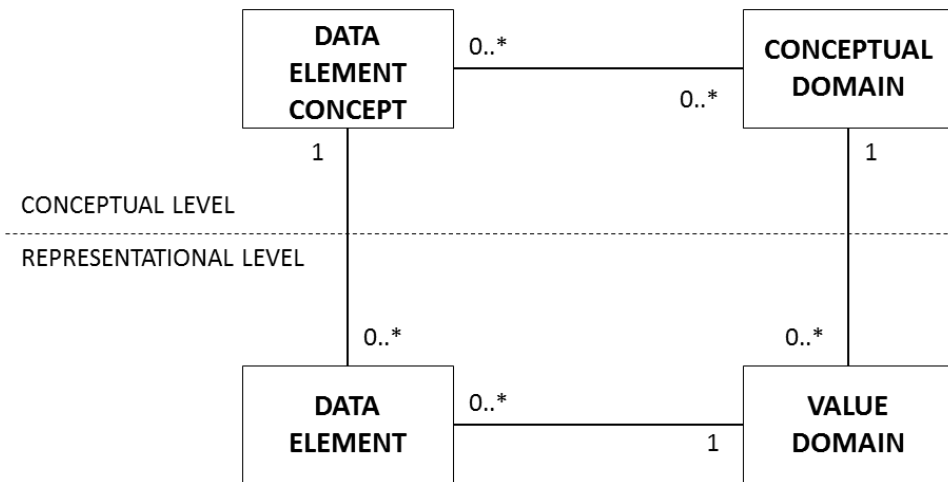 DATA
ELEMENT
CONCEPT
0..*
0..*
CONCEPTUAL
DOMAIN
1
1
CONCEPTUAL LEVEL
REPRESENTATIONAL LEVEL
0..*
0..*
DATA
ELEMENT
0..*
1
VALUE
DOMAIN